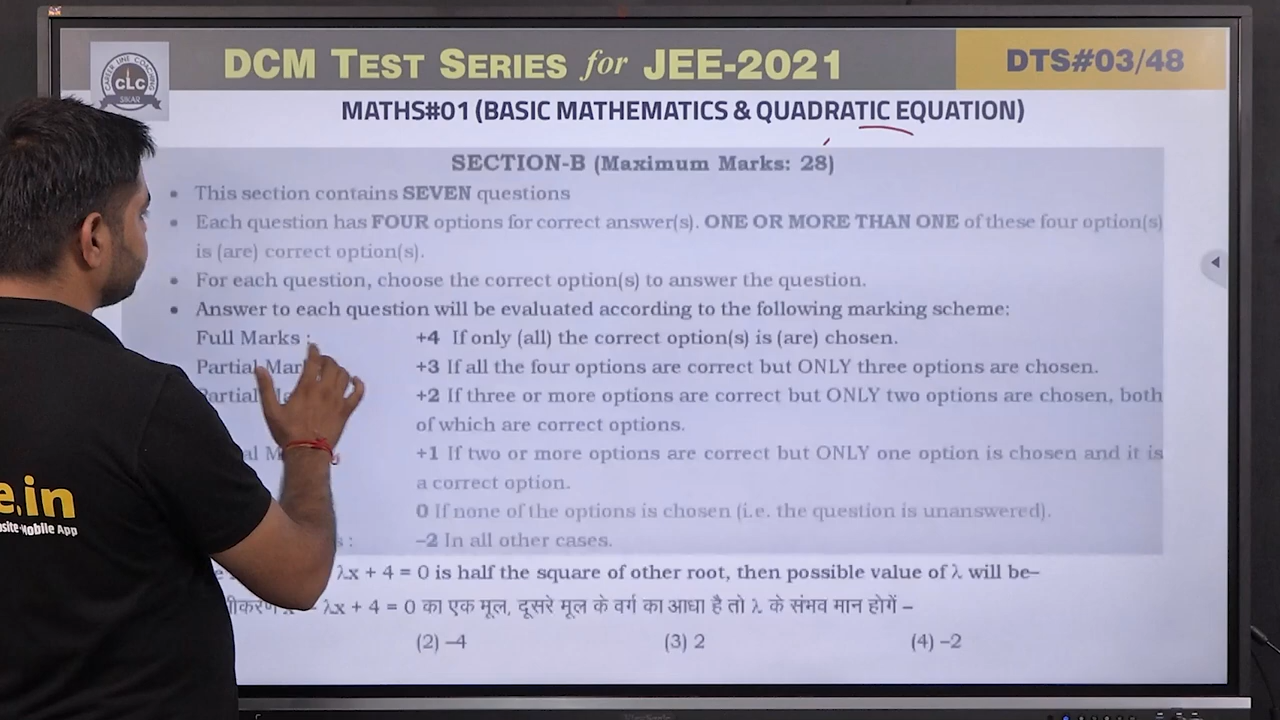 DCM TEST SERIES for JEE-2021
DTS#03/48
CAREER LINE COACHING
CLC
SIKAR
MATHS#01 (BASIC MATHEMATICS & QUADRATIC EQUATION)
SECTION-B (Maximum Marks: 28)
• This section contains SEVEN questions
• Each question has FOUR options for correct answer(s). ONE OR MORE THAN ONE of these four option(s)
is (are) correct option(s).
• For each question, choose the correct option(s) to answer the question.
• Answer to each question will be evaluated according to the following marking scheme:
Full Marks : +4 If only (all) the correct option(s) is (are) chosen.
Partial +3 If all the four options are correct but ONLY three options are chosen.
+2 If three or more options are correct but ONLY two options are chosen, both
of which are correct options.
+1 If two or more options are correct but ONLY one option is chosen and it is
a correct option.
0 If none of the options is chosen (i.e. the question is unanswered).
: –2 In all other cases.
λx + 4 = 0 is half the square of other root, then possible value of λ will be–
λx + 4 = 0 का एक मूल, दूसरे मूल के वर्ग का आधा है तो λ के संभव मान होगें –
(2) –4 (3) 2 (4) –2
e.in
Mobile App